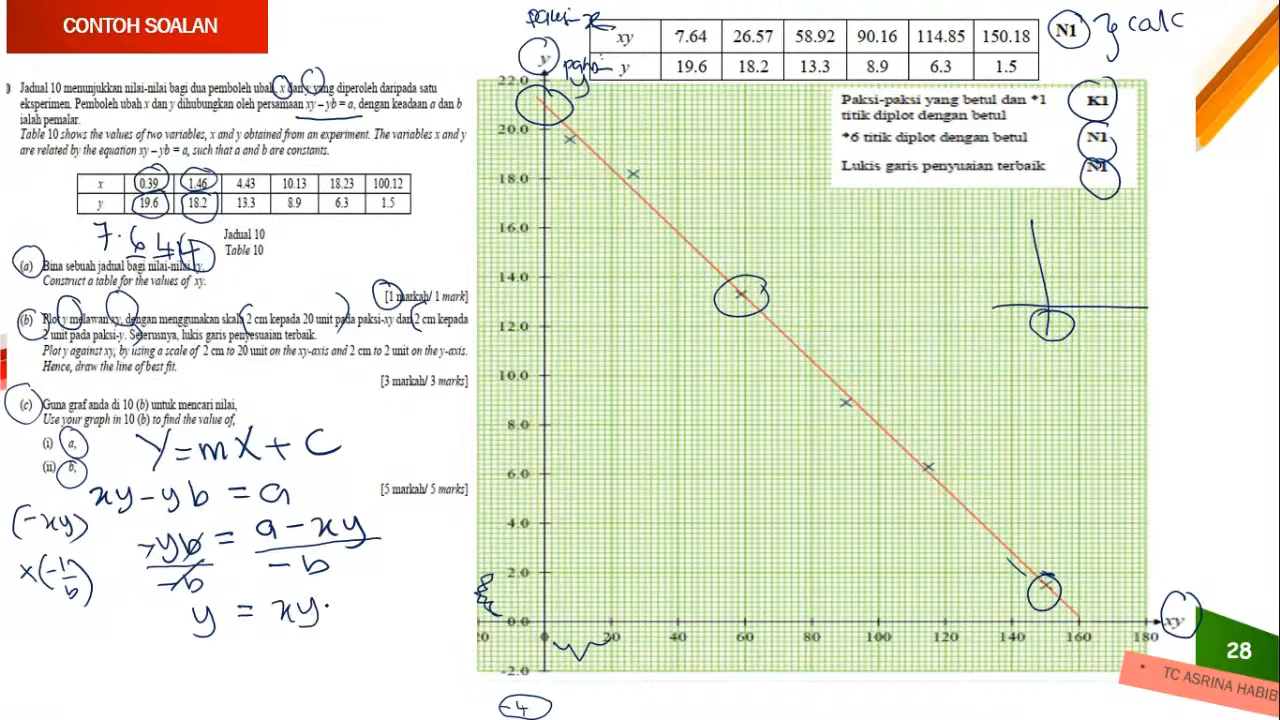 CONTOH SOALAN
Jadual 10 menunjukkan nilai-nilai bagi dua pemboleh ubah, x dan y yang diperoleh daripada satu
eksperimen. Pemboleh ubah x dan y dihubungkan oleh persamaan xy – yb = a, dengan keadaan a dan b
ialah pemalar.
Table 10 shows the values of two variables, x and y obtained from an experiment. The variables x and y
are related by the equation xy – yb = a, such that a and b are constants.
x 0.39 1.46 4.43 10.13 18.23 100.12
y 19.6 18.2 13.3 8.9 6.3 1.5
7.644
Jadual 10
Table 10
(a) Bina sebuah jadual bagi nilai-nilai xy.
Construct a table for the values of xy.
[1 markah/ 1 mark]
(b) Plot y melawan xy, dengan menggunakan skala 2 cm kepada 20 unit pada paksi-xy dan 2 cm kepada
2 unit pada paksi-y. Seterusnya, lukis garis penyesuaian terbaik.
Plot y against xy, by using a scale of 2 cm to 20 unit on the xy-axis and 2 cm to 2 unit on the y-axis.
Hence, draw the line of best fit.
[3 markah/ 3 marks]
(c) Guna graf anda di 10 (b) untuk mencari nilai,
Use your graph in 10 (b) to find the value of,
(i) a,
(ii) b,
[5 markah/ 5 marks]
Y = mX + C
xy - yb = a
(-xy)
-yb/-b = a - xy/-b
x(-1/b)
y = xy.
paksi-x
paksi y
xy 7.64 26.57 58.92 90.16 114.85 150.18
y 19.6 18.2 13.3 8.9 6.3 1.5
N1
calc
Paksi-paksi yang betul dan *1
titik diplot dengan betul
K1
*6 titik diplot dengan betul
N1
Lukis garis penyuaian terbaik
N1
y
22.0
20.0
18.0
16.0
14.0
12.0
10.0
8.0
6.0
4.0
2.0
0.0
-2.0
-4
20 0 20 40 60 80 100 120 140 160 180
xy
28
• TC ASRINA HABIB